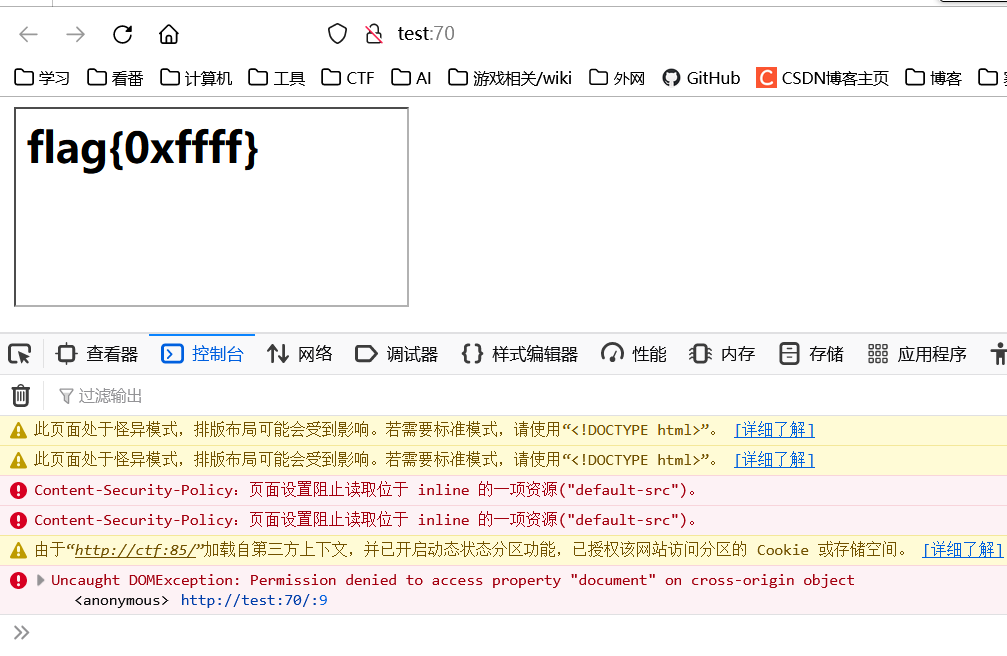 test:70
学习 看番 计算机 工具 CTF AI 游戏相关/wiki 外网 GitHub CSDN博客主页 博客
flag{0xffff}
查看器 控制台 网络 调试器 {} 样式编辑器 性能 内存 存储 应用程序
过滤输出
此页面处于怪异模式，排版布局可能会受到影响。若需要标准模式，请使用“<!DOCTYPE html>”。 [详细了解]
此页面处于怪异模式，排版布局可能会受到影响。若需要标准模式，请使用“<!DOCTYPE html>”。 [详细了解]
Content-Security-Policy：页面设置阻止读取位于 inline 的一项资源("default-src")。
Content-Security-Policy：页面设置阻止读取位于 inline 的一项资源("default-src")。
由于“http://ctf:85/”加载自第三方上下文，并已开启动态状态分区功能，已授权该网站访问分区的 Cookie 或存储空间。 [详细了解]
Uncaught DOMException: Permission denied to access property "document" on cross-origin object
<anonymous> http://test:70/:9